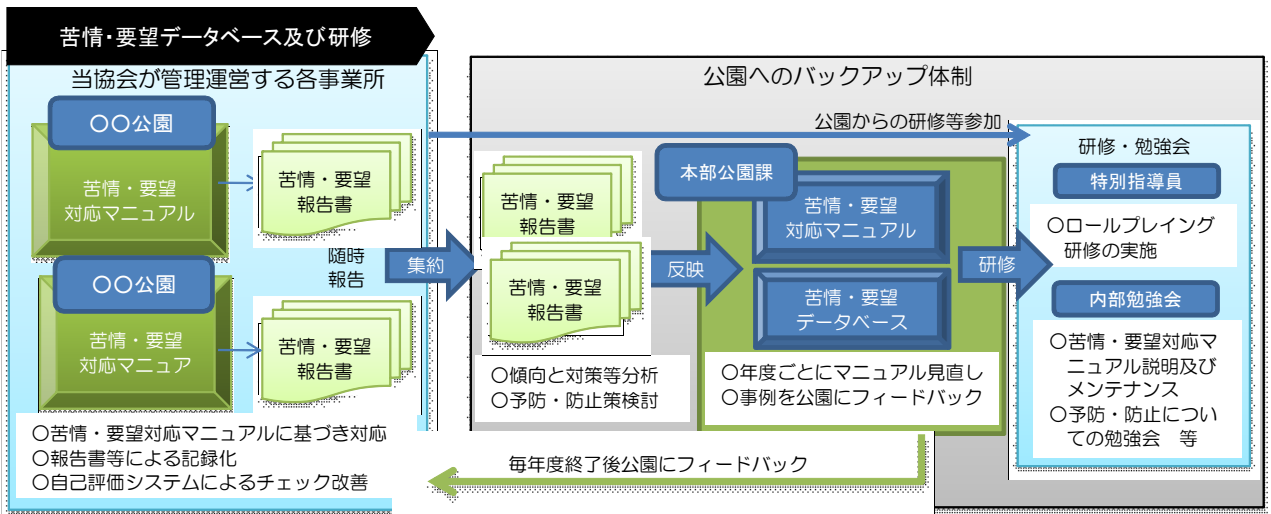 苦情・要望データベース及び研修
当協会が管理運営する各事業所
〇〇公園
苦情・要望
対応マニュアル
苦情・要望
報告書
随時
報告
〇〇公園
苦情・要望
対応マニュア
苦情・要望
報告書
〇苦情・要望対応マニュアルに基づき対応
〇報告書等による記録化
〇自己評価システムによるチェック改善
集約
公園へのバックアップ体制
公園からの研修等参加
苦情・要望
報告書
苦情・要望
報告書
〇傾向と対策等分析
〇予防・防止策検討
反映
本部公園課
苦情・要望
対応マニュアル
苦情・要望
データベース
〇年度ごとにマニュアル見直し
〇事例を公園にフィードバック
研修
研修・勉強会
特別指導員
〇ロールプレイング
研修の実施
内部勉強会
〇苦情・要望対応マ
ニュアル説明及び
メンテナンス
〇予防・防止につい
ての勉強会　等
毎年度終了後公園にフィードバック